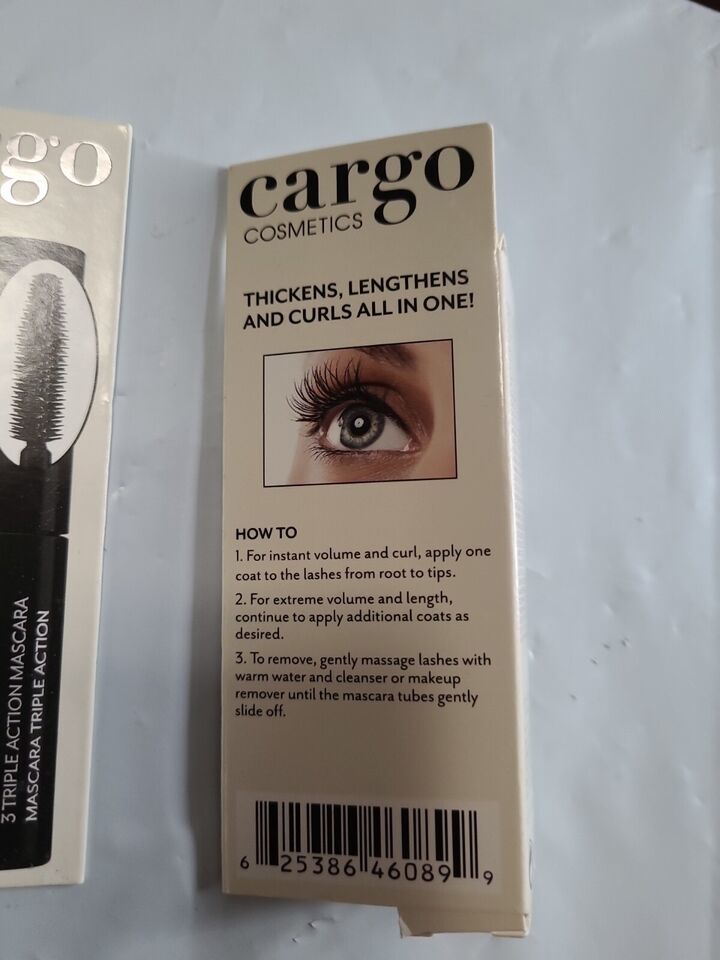 go
3 TRIPLE ACTION MASCARA
MASCARA TRIPLE ACTION
cargo
COSMETICS
THICKENS, LENGTHENS
AND CURLS ALL IN ONE!
HOW TO
1. For instant volume and curl, apply one
coat to the lashes from root to tips.
2. For extreme volume and length,
continue to apply additional coats as
desired.
3. To remove, gently massage lashes with
warm water and cleanser or makeup
remover until the mascara tubes gently
slide off.
6 25386 46089 9